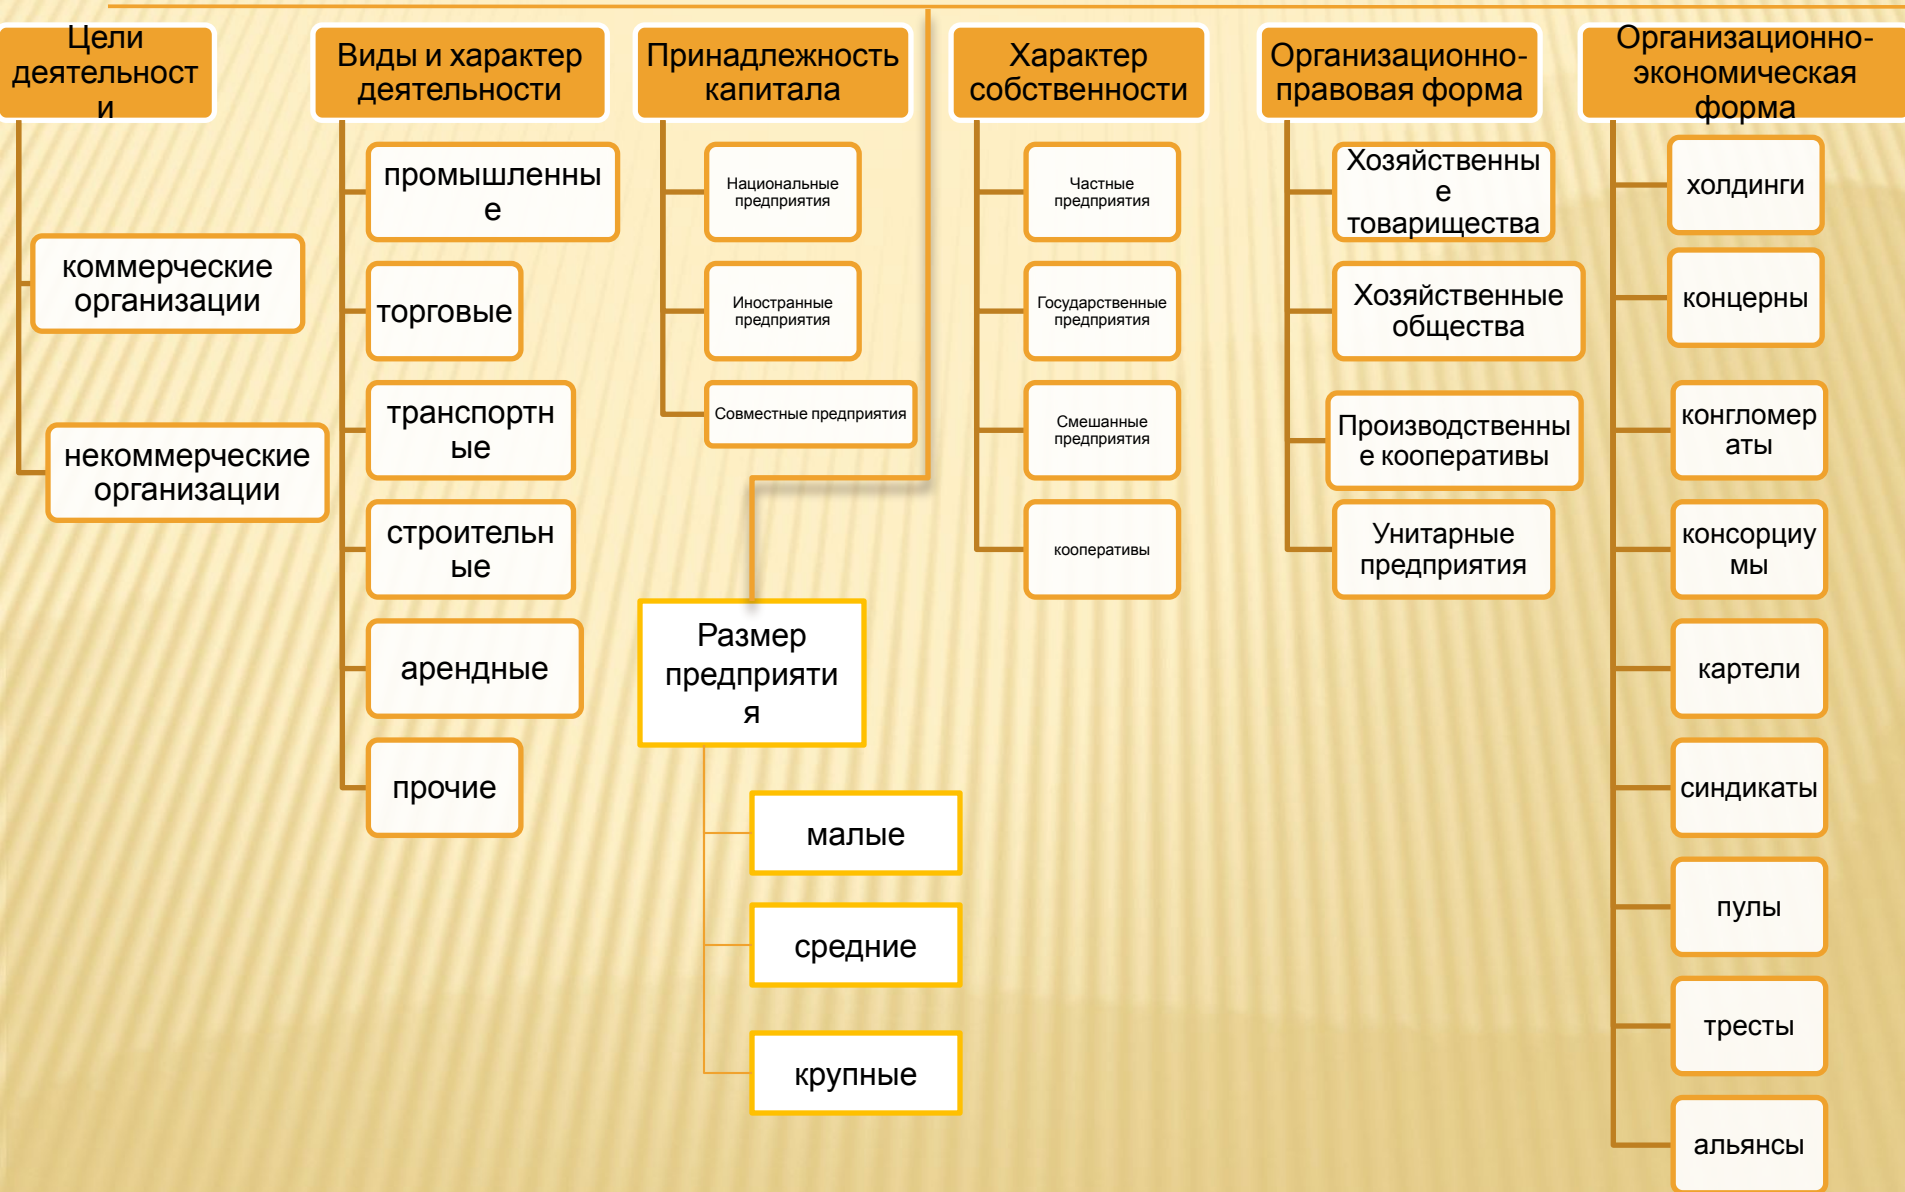 Цели
деятельност
и
коммерческие
организации
некоммерческие
организации
Виды и характер
деятельности
промышленны
е
торговые
транспортн
ые
строительн
ые
арендные
прочие
Принадлежность
капитала
Национальные
предприятия
Иностранные
предприятия
Совместные предприятия
Размер
предприяти
я
малые
средние
крупные
Характер
собственности
Частные
предприятия
Государственные
предприятия
Смешанные
предприятия
кооперативы
Организационно-
правовая форма
Хозяйственны
е
товарищества
Хозяйственные
общества
Производственны
е кооперативы
Унитарные
предприятия
Организационно-
экономическая
форма
холдинги
концерны
конгломер
аты
консорциу
мы
картели
синдикаты
пулы
тресты
альянсы